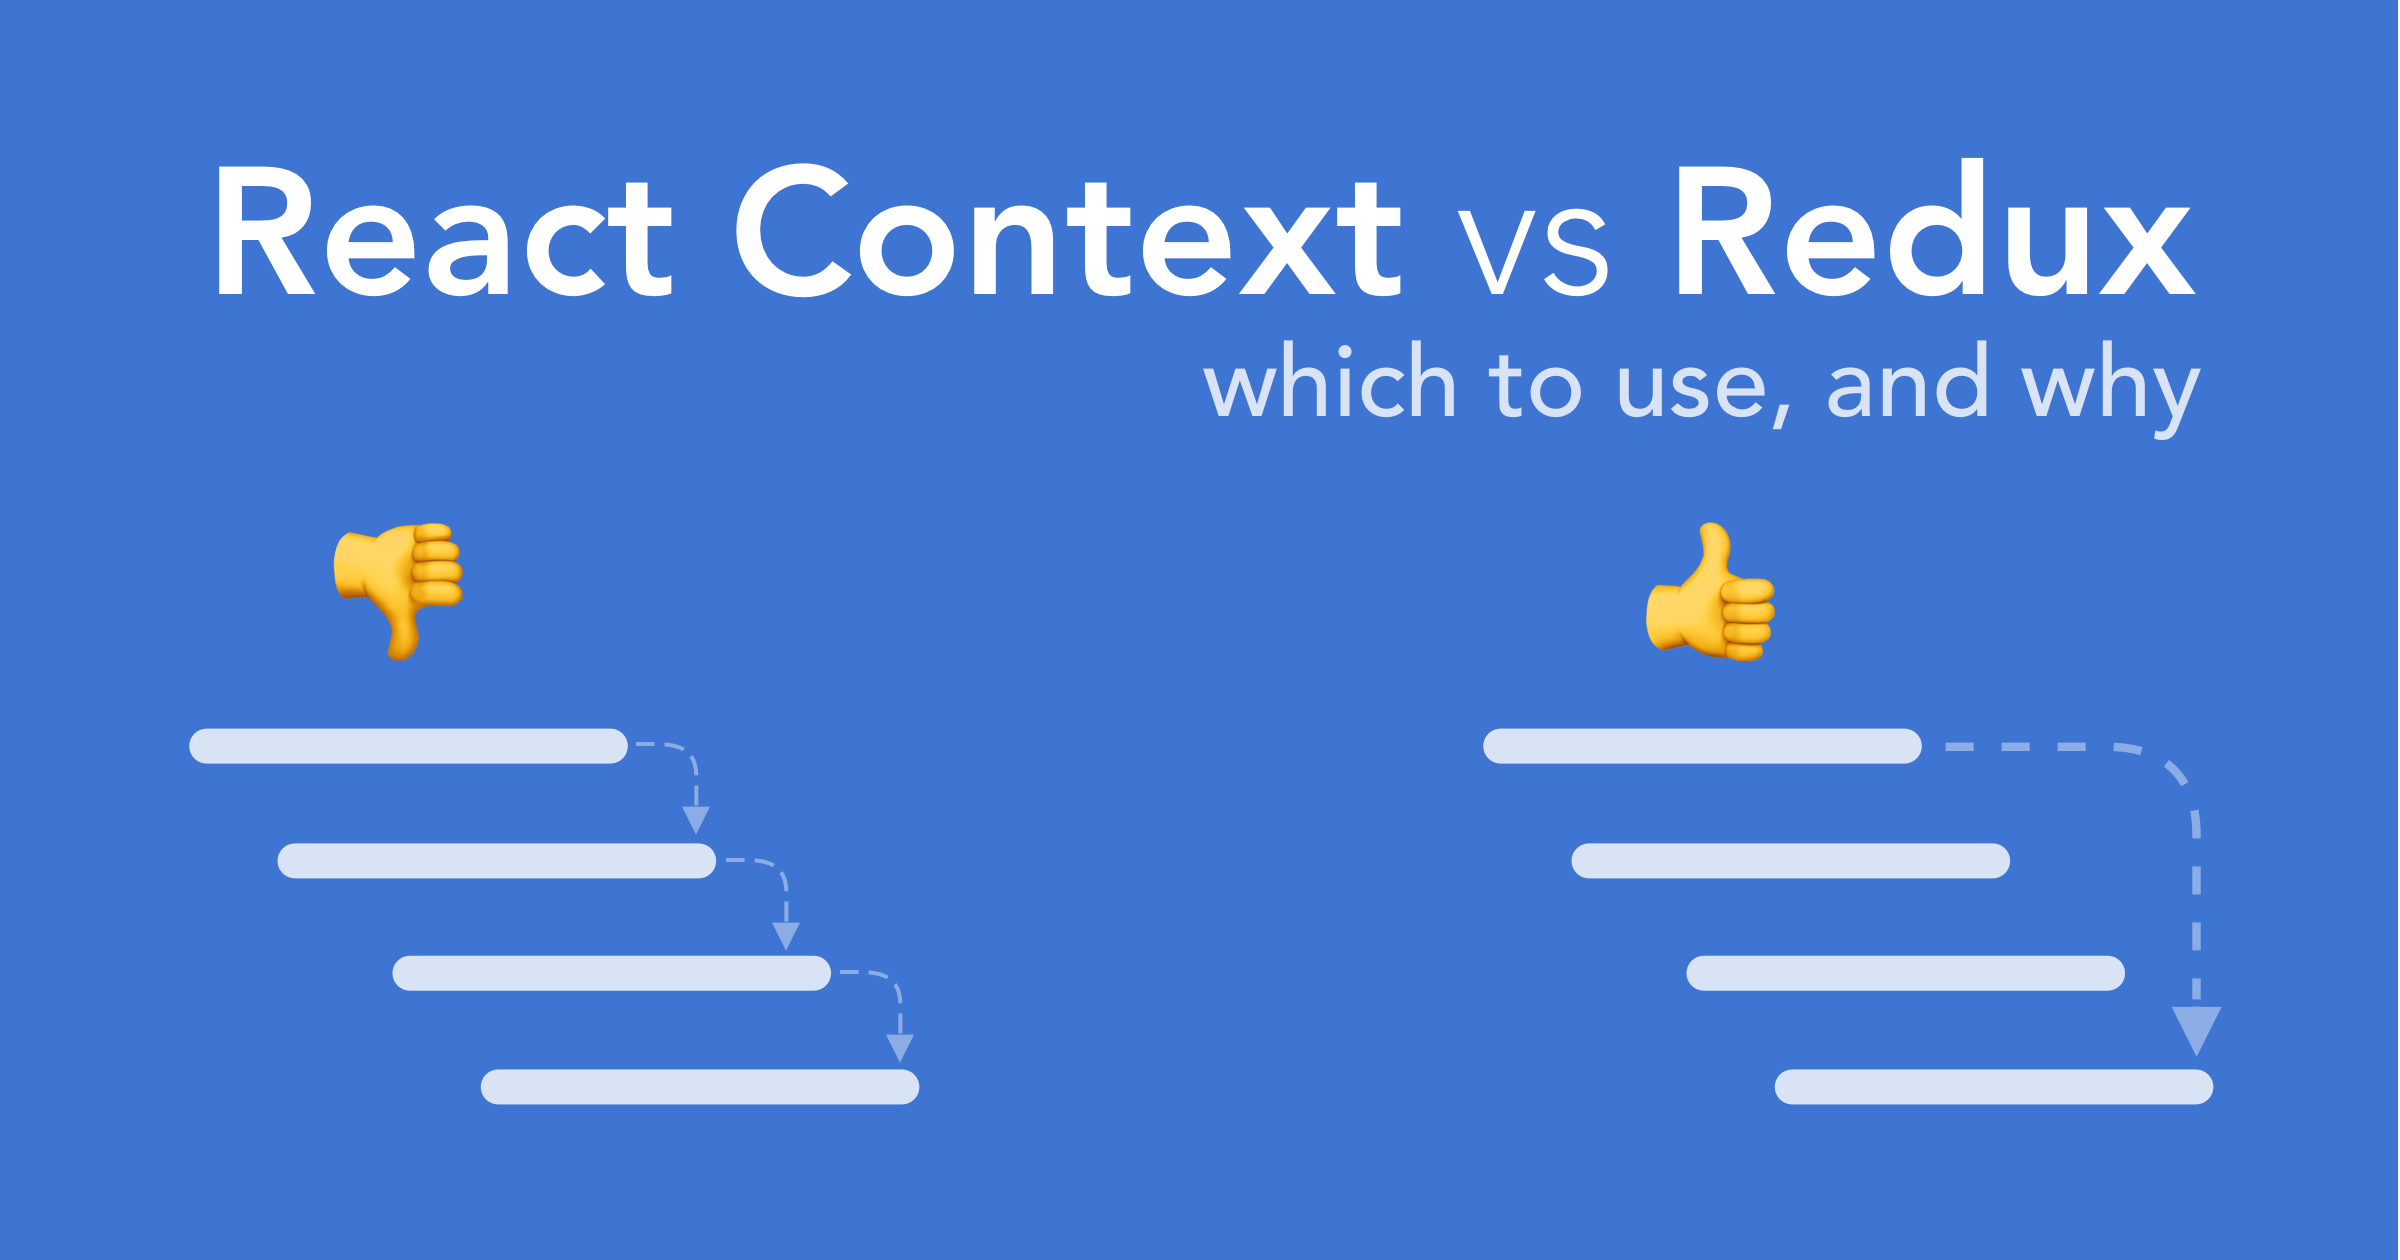 React Context vs Redux
which to use, and why